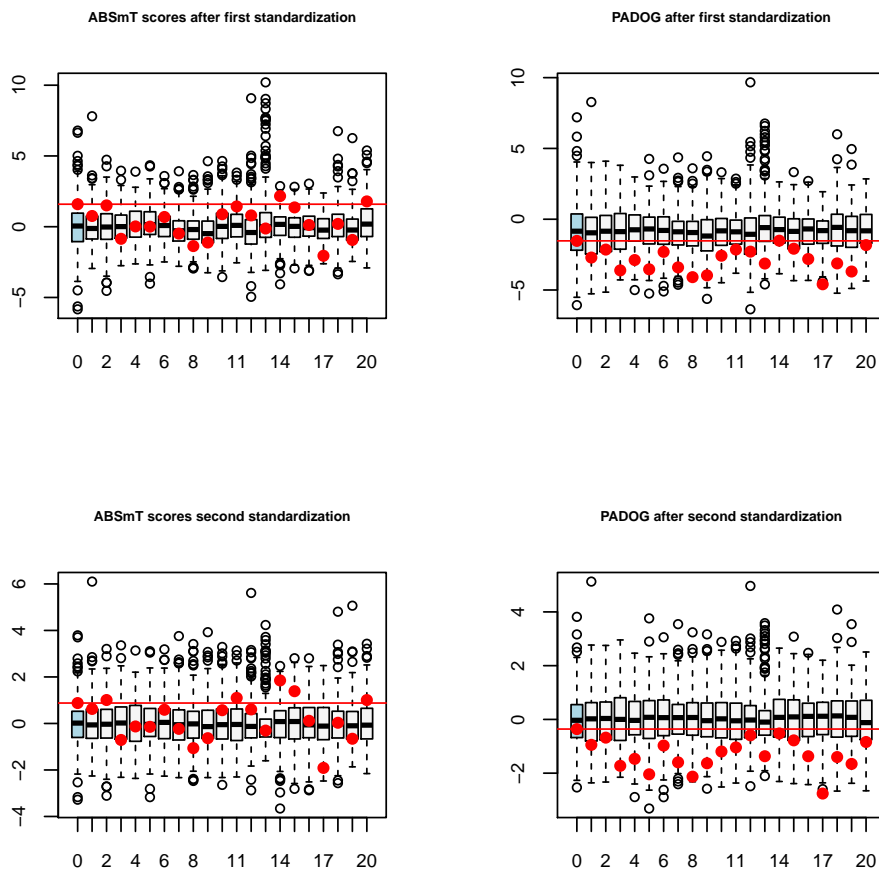 ABSmT scores after first standardization
10
5
0
−5
0 2 4 6 8 11 14 17 20
PADOG after first standardization
10
5
0
−5
0 2 4 6 8 11 14 17 20
ABSmT scores second standardization
6
4
2
0
−2
−4
0 2 4 6 8 11 14 17 20
PADOG after second standardization
4
2
0
−2
0 2 4 6 8 11 14 17 20